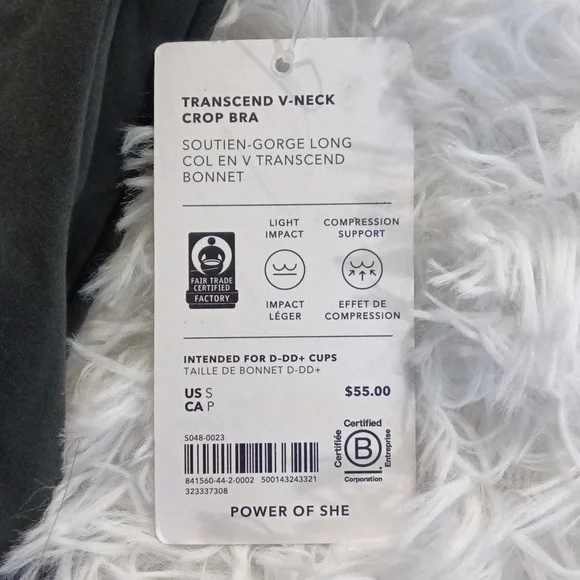 TRANSCEND V-NECK
CROP BRA
SOUTIEN-GORGE LONG
COL EN V TRANSCEND
BONNET
FAIR TRADE
CERTIFIED
FACTORY
LIGHT
IMPACT
IMPACT
LÉGER
COMPRESSION
SUPPORT
EFFET DE
COMPRESSION
INTENDED FOR D-DD+ CUPS
TAILLE DE BONNET D-DD+
US S
CA P
$55.00
S048-0023
841560-44-2-0002 500143243321
323337308
Certified
Certifiée
B
Entreprise
Corporation
POWER OF SHE